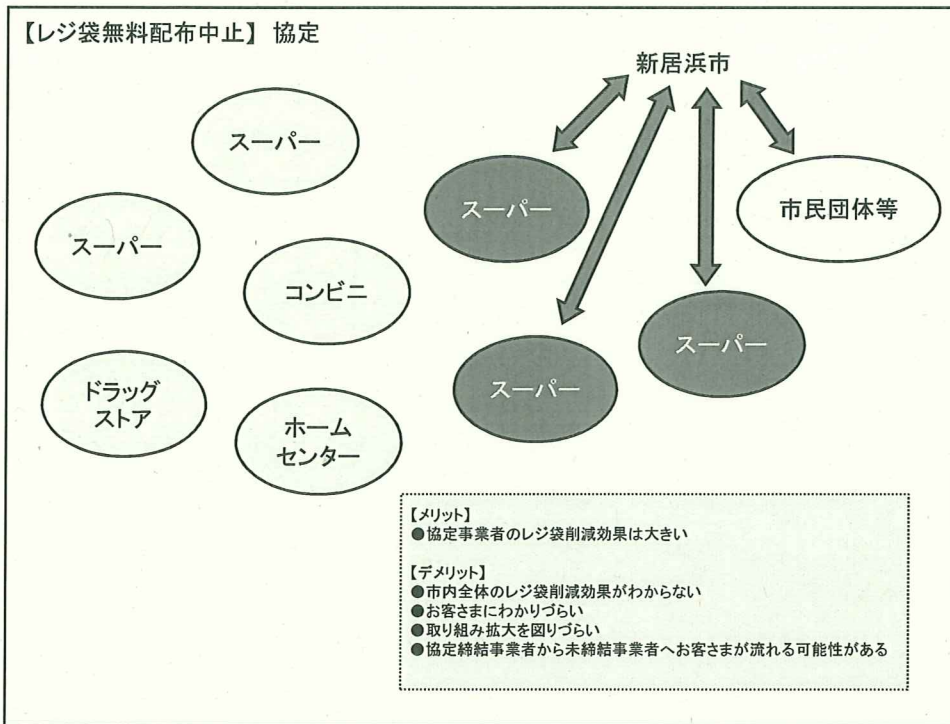 【レジ袋無料配布中止】 協定
新居浜市
スーパー
スーパー
市民団体等
スーパー
コンビニ
スーパー
スーパー
ドラッグ
ストア
ホーム
センター
【メリット】
●協定事業者のレジ袋削減効果は大きい
【デメリット】
●市内全体のレジ袋削減効果がわからない
●お客さまにわかりづらい
●取り組み拡大を図りづらい
●協定締結事業者から未締結事業者へお客さまが流れる可能性がある